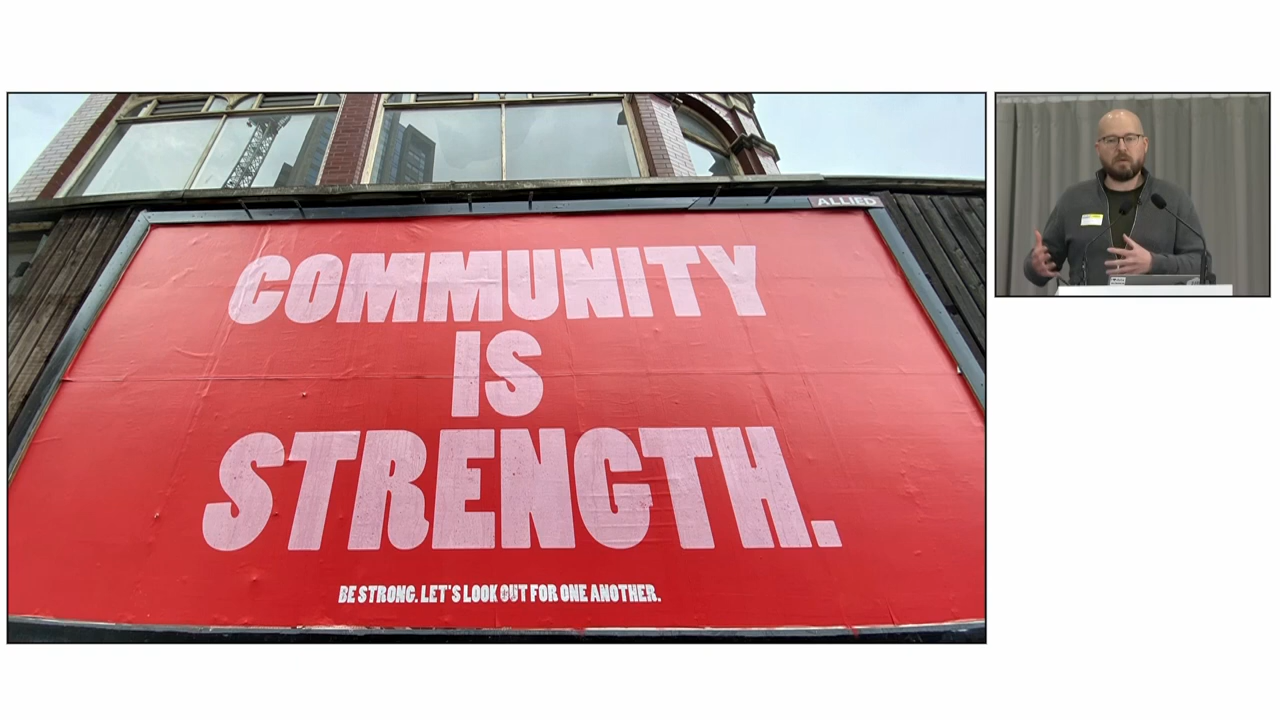 ALLIED
COMMUNITY
IS
STRENGTH.
BE STRONG. LET'S LOOK OUT FOR ONE ANOTHER.